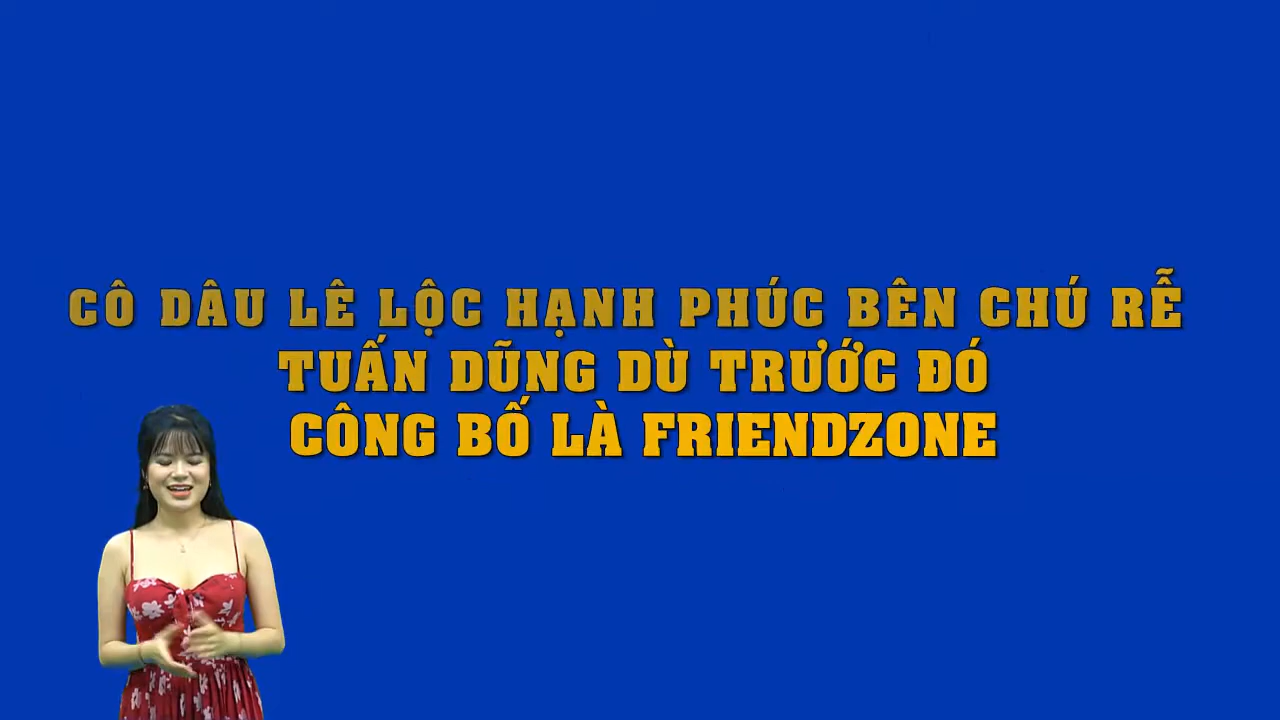 CÔ DÂU LÊ LỘC HẠNH PHÚC BÊN CHÚ RỄ
TUẤN DŨNG DÙ TRƯỚC ĐÓ
CÔNG BỐ LÀ FRIENDZONE